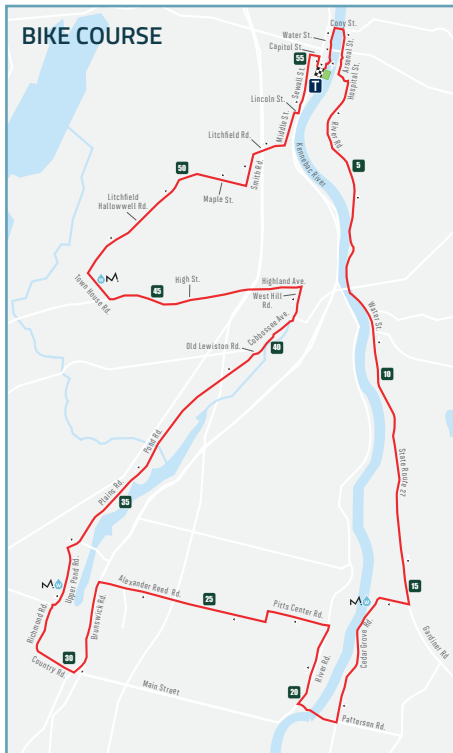 BIKE COURSE
Cony St.
Water St.
Capitol St.
Arsenal St.
Hospital St.
55
Sewall St.
T
Lincoln St.
Middle St.
River Rd.
Litchfield Rd.
Kennebec River
5
50
Smith Rd.
Maple St.
Litchfield
Hallowwell Rd.
Town House Rd.
M.
High St.
45
Highland Ave.
West Hill
Rd.
Cobbossee Ave.
Water St.
Old Lewiston Rd.
40
10
Pond Rd.
State Route 27
Plains Rd.
35
Upper Pond Rd.
M.
Alexander Reed Rd.
25
M.
15
Richmond Rd.
Brunswick Rd.
Pitts Center Rd.
Cedar Grove Rd.
Gardiner Rd
Country Rd.
30
River Rd.
Main Street
20
Patterson Rd.